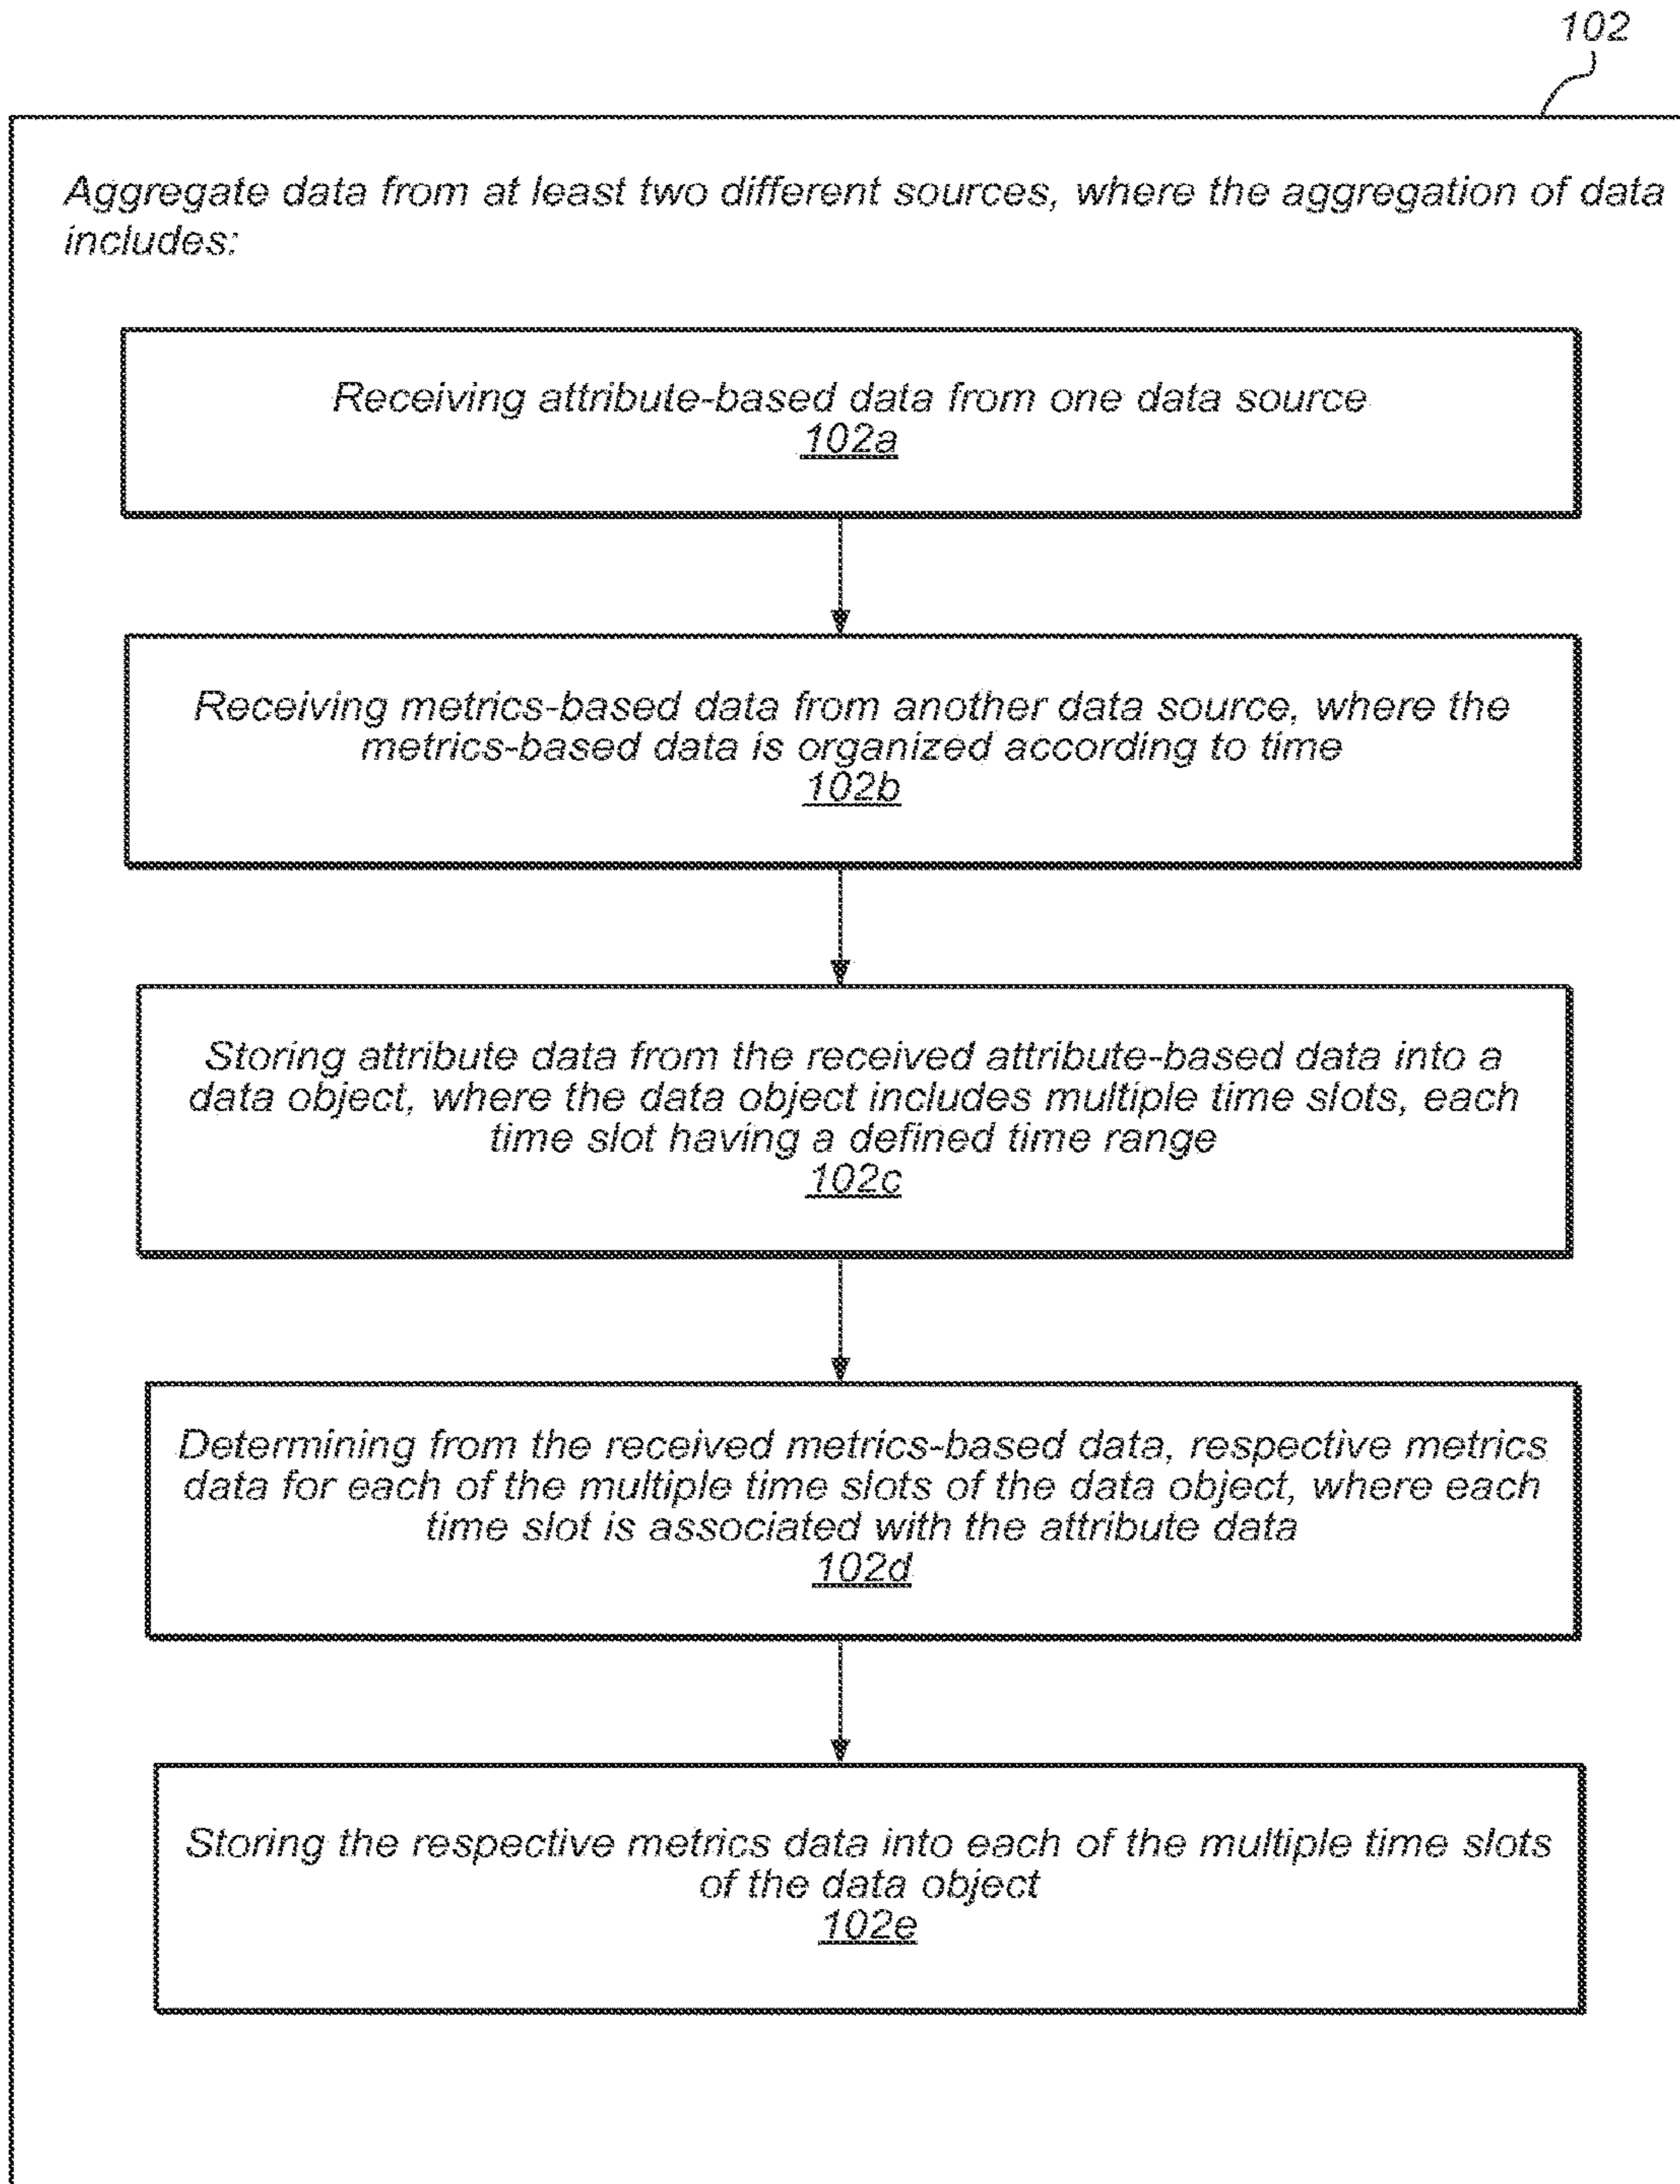 102
Aggregate data from at least two different sources, where the aggregation of data
includes:
Receiving attribute-based data from one data source
102a
Receiving metrics-based data from another data source, where the
metrics-based data is organized according to time
102b
Storing attribute data from the received attribute-based data into a
data object, where the data object includes multiple time slots, each
time slot having a defined time range
102c
Determining from the received metrics-based data, respective metrics
data for each of the multiple time slots of the data object, where each
time slot is associated with the attribute data
102d
Storing the respective metrics data into each of the multiple time slots
of the data object
102e